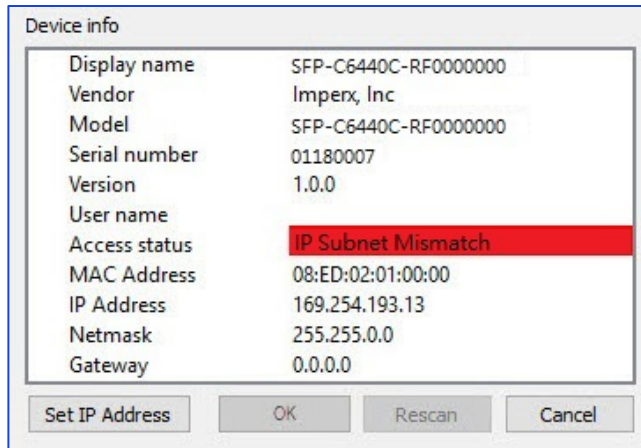 Device info
Display name SFP-C6440C-RF0000000
Vendor Imperx, Inc
Model SFP-C6440C-RF0000000
Serial number 01180007
Version 1.0.0
User name
Access status IP Subnet Mismatch
MAC Address 08:ED:02:01:00:00
IP Address 169.254.193.13
Netmask 255.255.0.0
Gateway 0.0.0.0
Set IP Address OK Rescan Cancel